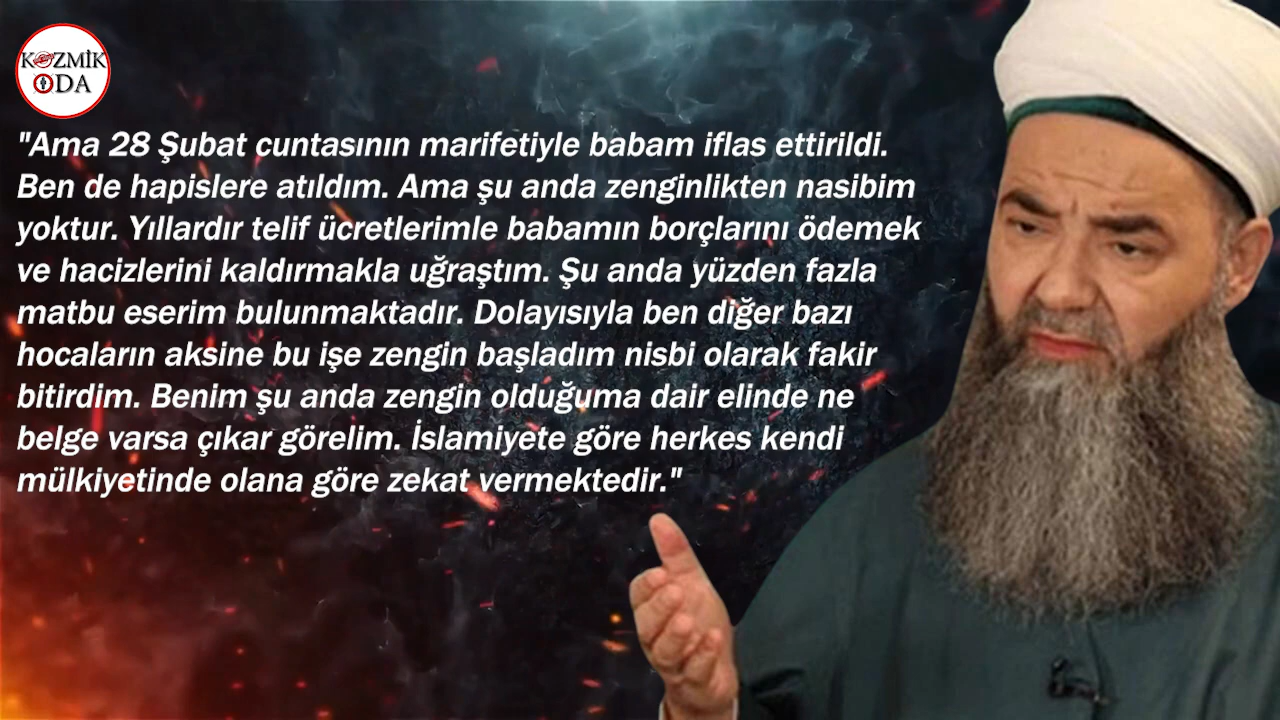 KOZMİK
ODA
"Ama 28 Şubat cuntasının marifetiyle babam iflas ettirildi.
Ben de hapislere atıldım. Ama şu anda zenginlikten nasibim
yoktur. Yıllardır telif ücretlerimle babamın borçlarını ödemek
ve hacizlerini kaldırmakla uğraştım. Şu anda yüzden fazla
matbu eserim bulunmaktadır. Dolayısıyla ben diğer bazı
hocaların aksine bu işe zengin başladım nisbi olarak fakir
bitirdim. Benim şu anda zengin olduğuma dair elinde ne
belge varsa çıkar görelim. İslamiyete göre herkes kendi
mülkiyetinde olana göre zekat vermektedir."